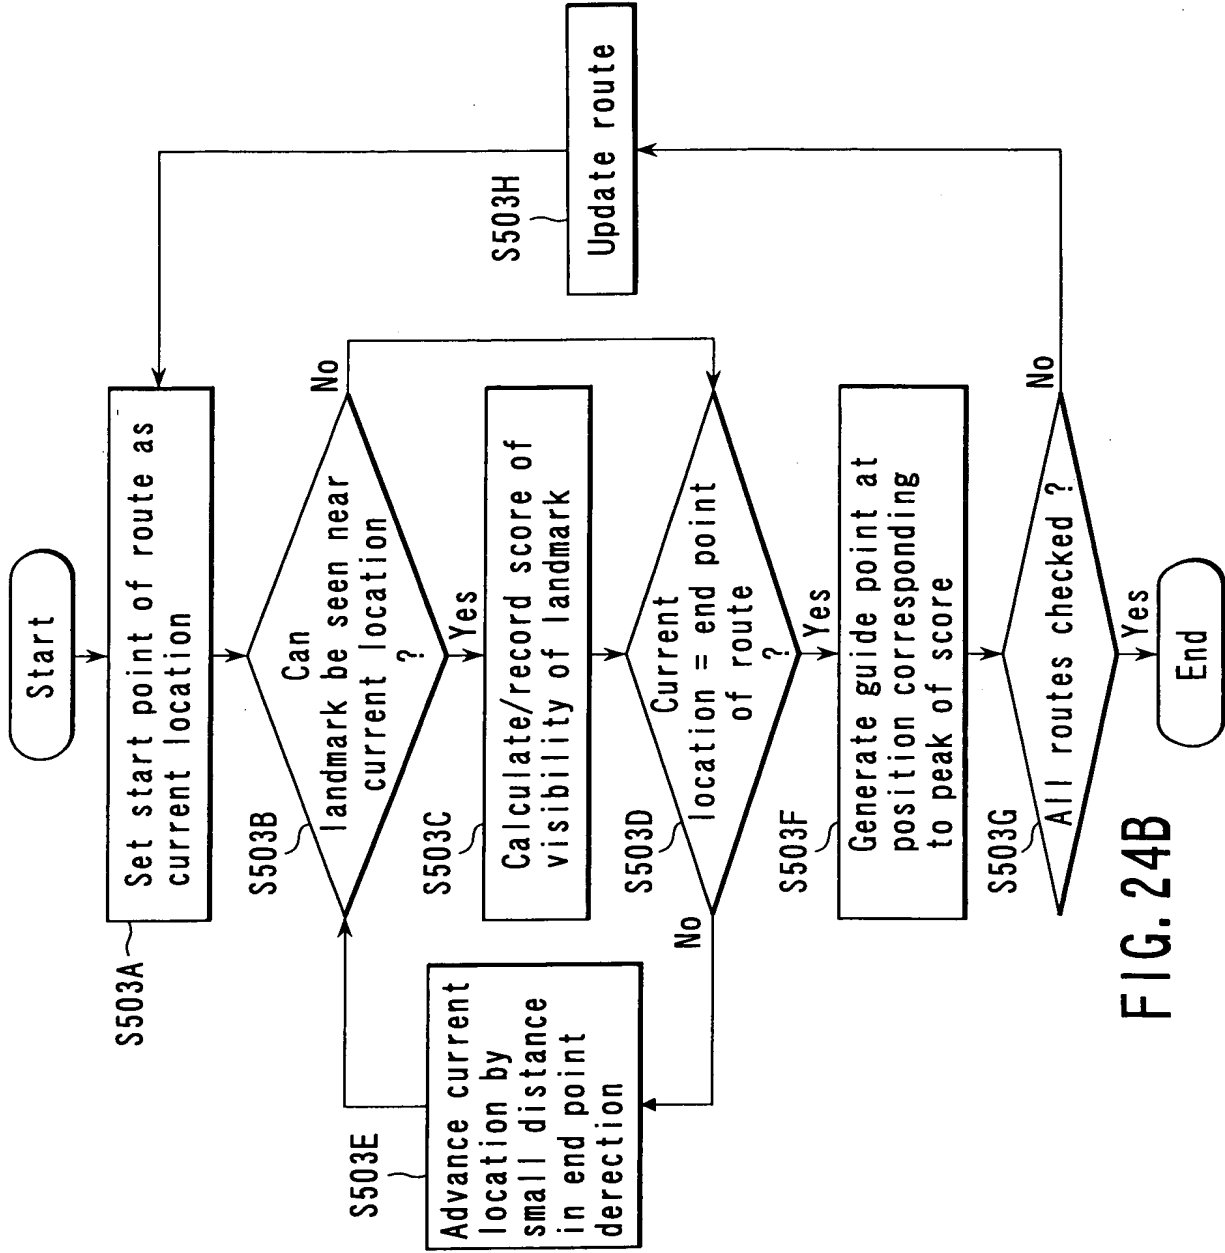 Start
S503A
Set start point of route as
current location
S503B
Can
landmark be seen near
current location
?
No
Yes
S503C
Calculate/record score of
visibility of landmark
S503D
Current
location = end point
of route
?
No
Yes
S503E
Advance current
location by
small distance
in end point
derection
S503F
Generate guide point at
position corresponding
to peak of score
S503G
All routes checked ?
No
Yes
S503H
Update route
End
FIG. 24B